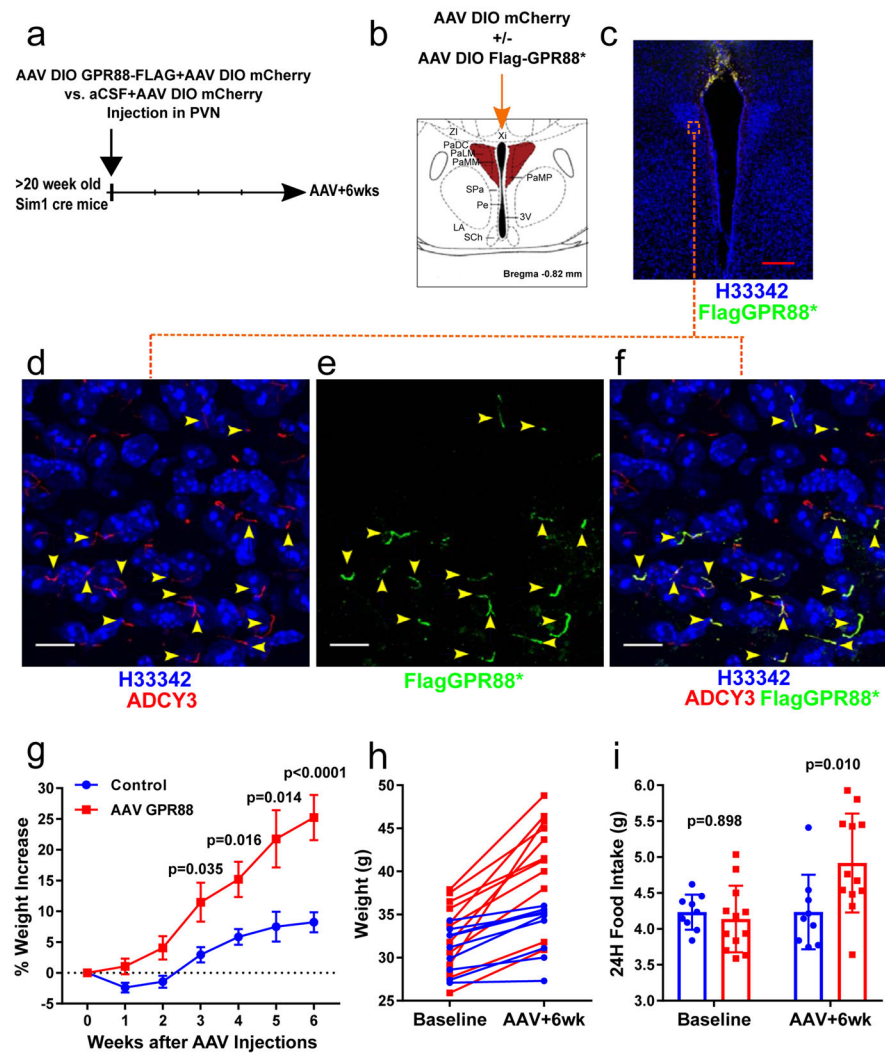 a
AAV DIO GPR88-FLAG+AAV DIO mCherry
vs. aCSF+AAV DIO mCherry
Injection in PVN
>20 week old
Sim1 cre mice
AAV+6wks
b
AAV DIO mCherry
+/-
AAV DIO Flag-GPR88*
ZI
Xi
PaDC
PaLM
PaMM
PaMP
SPa
Pe
3V
LA
SCh
Bregma -0.82 mm
c
H33342
FlagGPR88*
d
H33342
ADCY3
e
FlagGPR88*
f
H33342
ADCY3 FlagGPR88*
g
Control
AAV GPR88
p<0.0001
p=0.014
p=0.016
p=0.035
% Weight Increase
30
25
20
15
10
5
0
-5
0 1 2 3 4 5 6
Weeks after AAV Injections
h
Weight (g)
50
45
40
35
30
25
Baseline AAV+6wk
i
p=0.010
p=0.898
24H Food Intake (g)
6.0
5.5
5.0
4.5
4.0
3.5
3.0
Baseline AAV+6wk